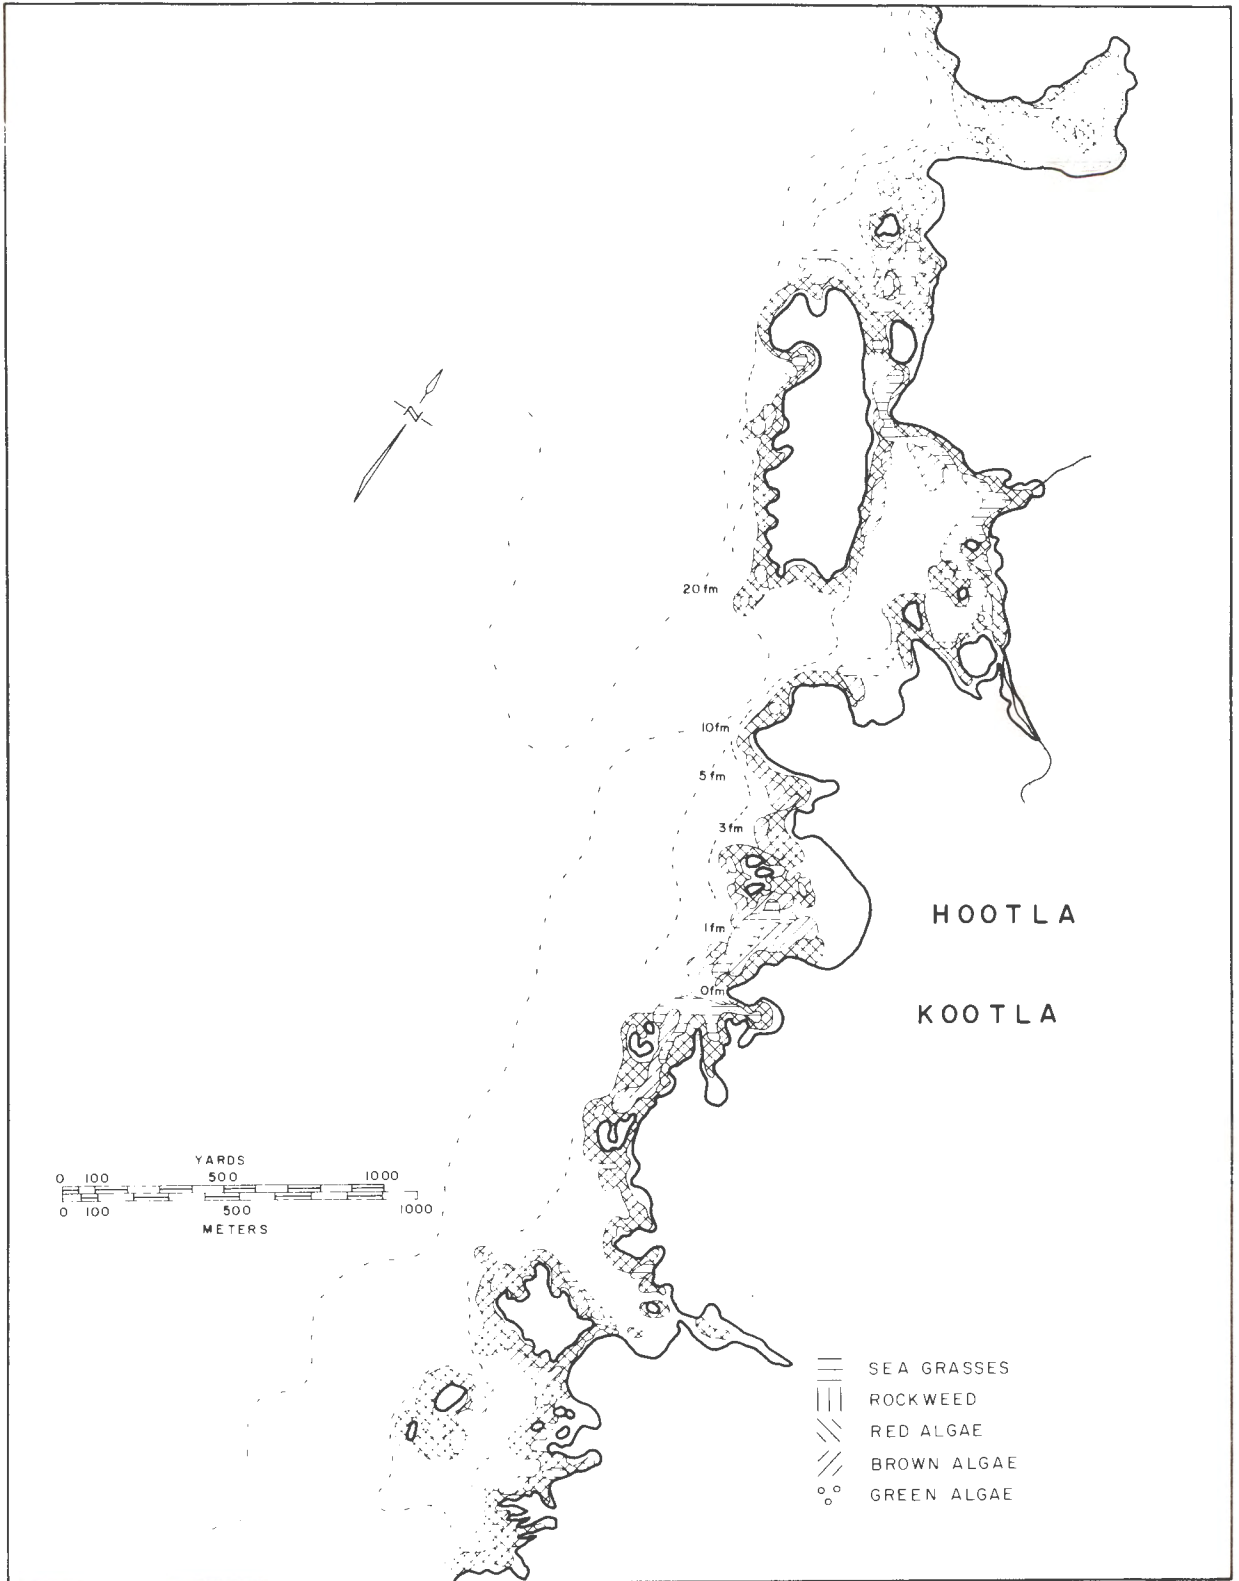 N
20 fm
10 fm
5 fm
3 fm
1 fm
0 fm
HOOTLA
KOOTLA
YARDS
0 100 500 1000
0 100 500 1000
METERS
SEA GRASSES
ROCKWEED
RED ALGAE
BROWN ALGAE
GREEN ALGAE